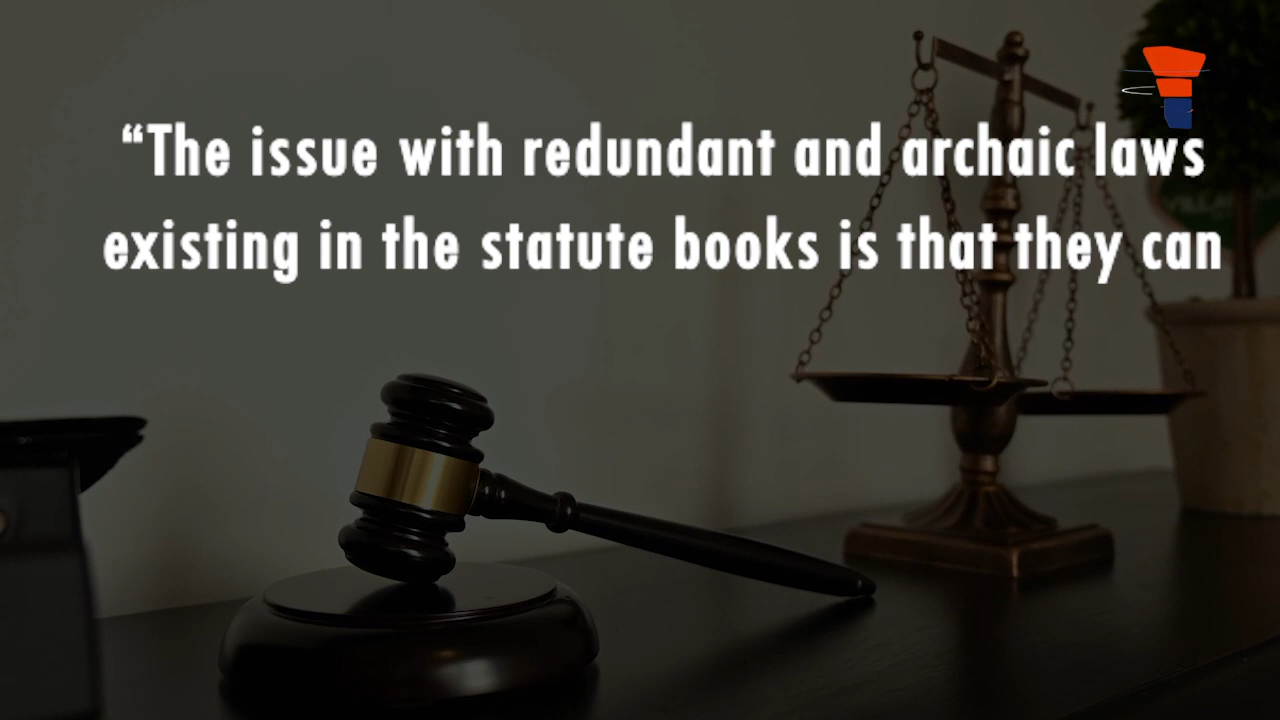 “The issue with redundant and archaic laws
existing in the statute books is that they can